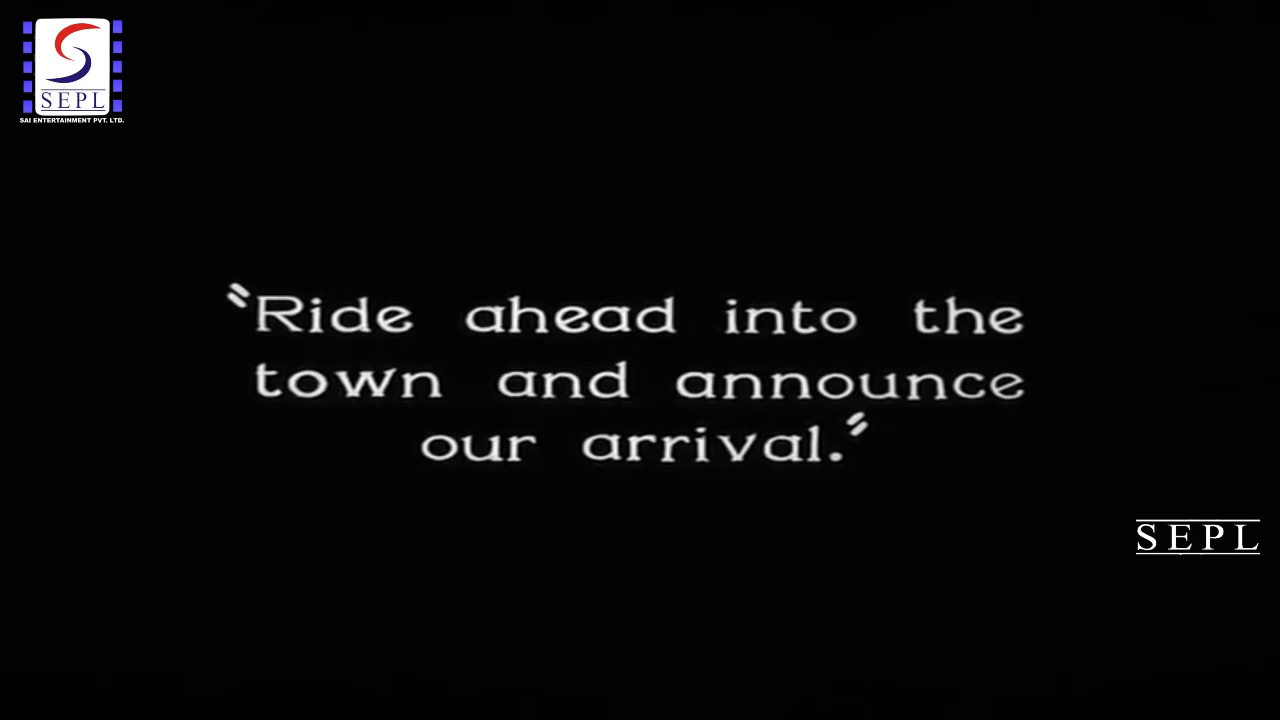 SEPL
SAI ENTERTAINMENT PVT. LTD.
"Ride ahead into the
town and announce
our arrival."
SEPL